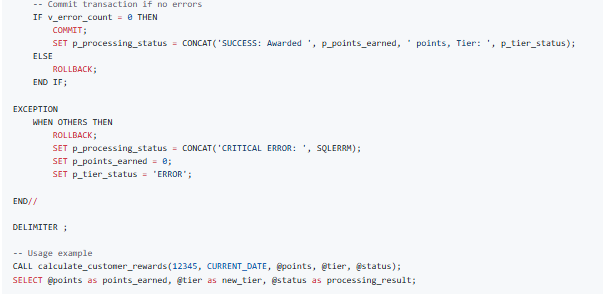 -- Commit transaction if no errors
IF v_error_count = 0 THEN
COMMIT;
SET p_processing_status = CONCAT('SUCCESS: Awarded ', p_points_earned, ' points, Tier: ', p_tier_status);
ELSE
ROLLBACK;
END IF;
EXCEPTION
WHEN OTHERS THEN
ROLLBACK;
SET p_processing_status = CONCAT('CRITICAL ERROR: ', SQLERRM);
SET p_points_earned = 0;
SET p_tier_status = 'ERROR';
END//
DELIMITER ;
-- Usage example
CALL calculate_customer_rewards(12345, CURRENT_DATE, @points, @tier, @status);
SELECT @points as points_earned, @tier as new_tier, @status as processing_result;